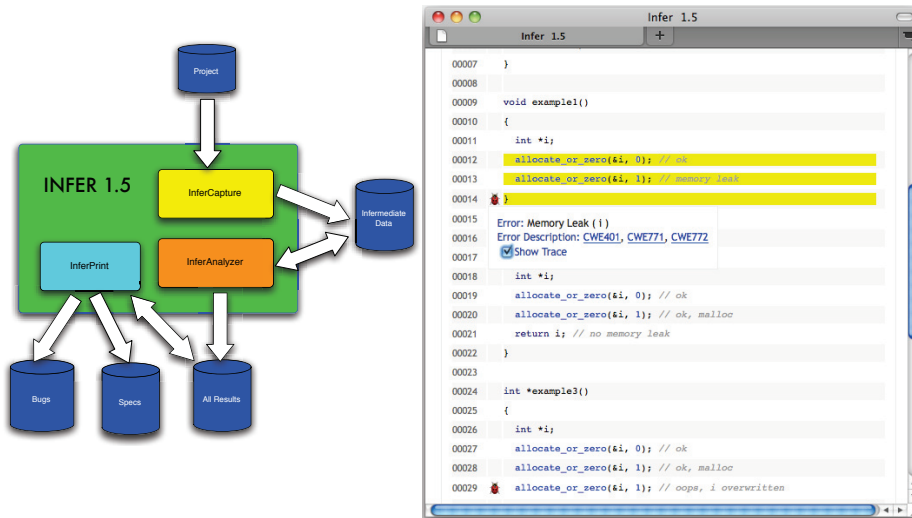 Project
INFER 1.5
InferCapture
Infermediate
Data
InferPrint
InferAnalyzer
Bugs
Specs
All Results
Infer 1.5
Infer 1.5 +
00007 }
00008
00009 void example1()
00010 {
00011 int *i;
00012 allocate_or_zero(&i, 0); // ok
00013 allocate_or_zero(&i, 1); // memory leak
00014 }
00015 Error: Memory Leak (i)
00016 Error Description: CWE401, CWE771, CWE772
00017 Show Trace
00018 int *i;
00019 allocate_or_zero(&i, 0); // ok
00020 allocate_or_zero(&i, 1); // ok, malloc
00021 return i; // no memory leak
00022 }
00023
00024 int *example3()
00025 {
00026 int *i;
00027 allocate_or_zero(&i, 0); // ok
00028 allocate_or_zero(&i, 1); // ok, malloc
00029 allocate_or_zero(&i, 1); // oops, i overwritten